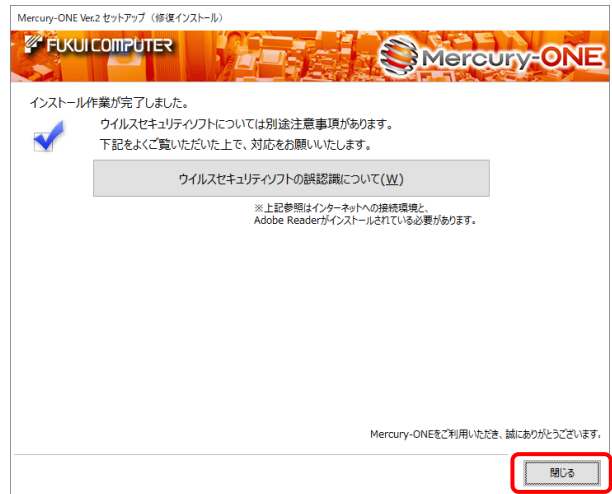 Mercury-ONE Ver.2 セットアップ（修復インストール）
FUKUI COMPUTER
Mercury-ONE
インストール作業が完了しました。
ウイルスセキュリティソフトについては別途注意事項があります。
下記をよくご覧いただいた上で、対応をお願いいたします。
ウイルスセキュリティソフトの誤認識について(W)
※上記参照はインターネットへの接続環境と、
Adobe Readerがインストールされている必要があります。
Mercury-ONEをご利用いただき、誠にありがとうございます。
閉じる